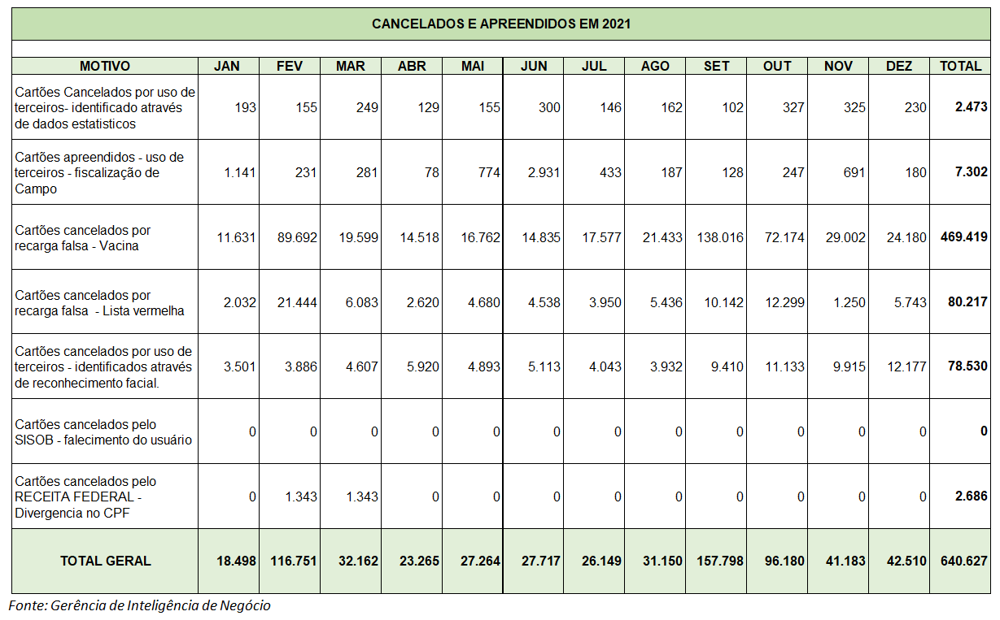 CANCELADOS E APREENDIDOS EM 2021
MOTIVO JAN FEV MAR ABR MAI JUN JUL AGO SET OUT NOV DEZ TOTAL
Cartões Cancelados por uso de
terceiros- identificado através
de dados estatisticos
193 155 249 129 155 300 146 162 102 327 325 230 2.473
Cartões apreendidos - uso de
terceiros - fiscalização de
Campo
1.141 231 281 78 774 2.931 433 187 128 247 691 180 7.302
Cartões cancelados por
recarga falsa - Vacina
11.631 89.692 19.599 14.518 16.762 14.835 17.577 21.433 138.016 72.174 29.002 24.180 469.419
Cartões cancelados por
recarga falsa - Lista vermelha
2.032 21.444 6.083 2.620 4.680 4.538 3.950 5.436 10.142 12.299 1.250 5.743 80.217
Cartões cancelados por uso de
terceiros - identificados através
de reconhecimento facial.
3.501 3.886 4.607 5.920 4.893 5.113 4.043 3.932 9.410 11.133 9.915 12.177 78.530
Cartões cancelados pelo
SISOB - falecimento do usuário
0 0 0 0 0 0 0 0 0 0 0 0 0
Cartões cancelados pelo
RECEITA FEDERAL -
Divergencia no CPF
0 1.343 1.343 0 0 0 0 0 0 0 0 0 2.686
TOTAL GERAL 18.498 116.751 32.162 23.265 27.264 27.717 26.149 31.150 157.798 96.180 41.183 42.510 640.627
Fonte: Gerência de Inteligência de Negócio